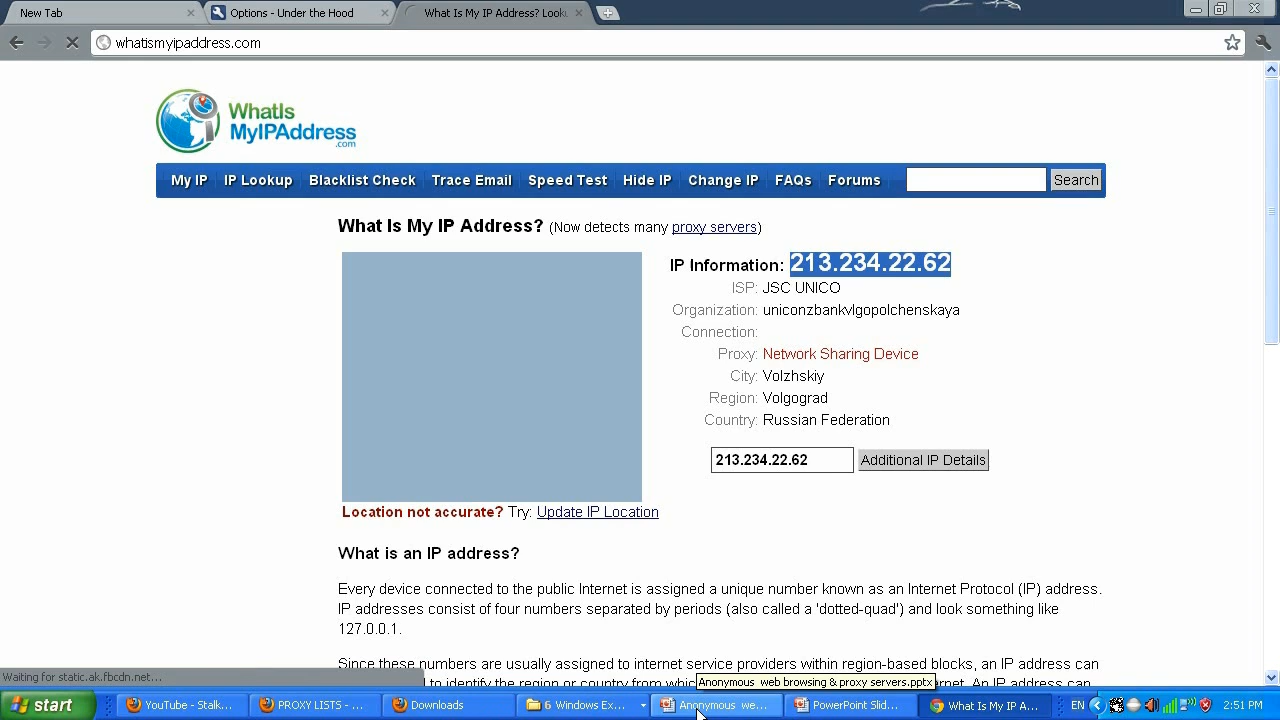 New Tab
Options - Under the Hood
What Is My IP Address? Looku
whatismyipaddress.com
WhatIs
MyIPAddress
.com
My IP IP Lookup Blacklist Check Trace Email Speed Test Hide IP Change IP FAQs Forums Search
What Is My IP Address? (Now detects many proxy servers)
IP Information: 213.234.22.62
ISP: JSC UNICO
Organization: uniconzbankvlgopolchenskaya
Connection:
Proxy: Network Sharing Device
City: Volzhskiy
Region: Volgograd
Country: Russian Federation
213.234.22.62 Additional IP Details
Location not accurate? Try: Update IP Location
What is an IP address?
Every device connected to the public Internet is assigned a unique number known as an Internet Protocol (IP) address.
IP addresses consist of four numbers separated by periods (also called a 'dotted-quad') and look something like
127.0.0.1.
Since these numbers are usually assigned to internet service providers within region-based blocks, an IP address can
to identify the region or country from which
ternet. An IP address can
Waiting for static.ak.fbcdn.net...
Anonymous web browsing & proxy servers.pptx
start
YouTube - Stalk...
PROXY LISTS - ...
Downloads
6 Windows Ex...
Anonymous we...
PowerPoint Slid...
What Is My IP A...
EN
2:51 PM